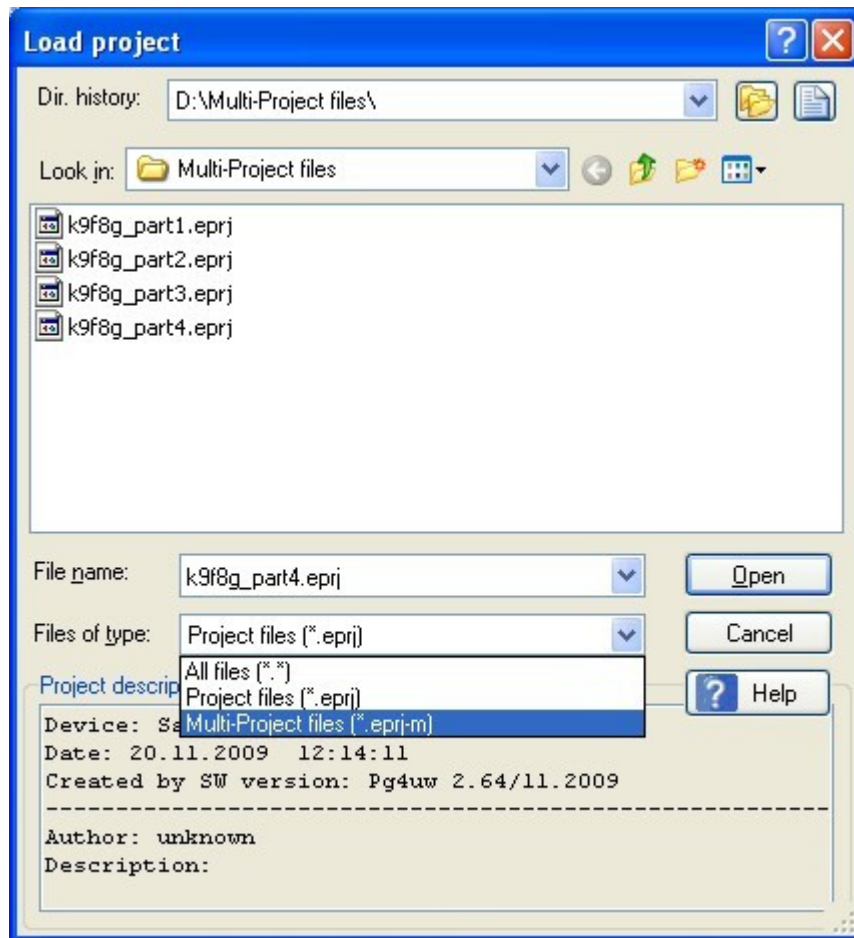 Load project
Dir. history: D:\Multi-Project files\
Look in: Multi-Project files
k9f8g_part1.eprj
k9f8g_part2.eprj
k9f8g_part3.eprj
k9f8g_part4.eprj
File name: k9f8g_part4.eprj Open
Files of type: Project files (*.eprj) Cancel
All files (*.*)
Project descrip Project files (*.eprj) Help
Device: Sa Multi-Project files (*.eprj-m)
Date: 20.11.2009 12:14:11
Created by SW version: Pg4uw 2.64/11.2009
Author: unknown
Description: